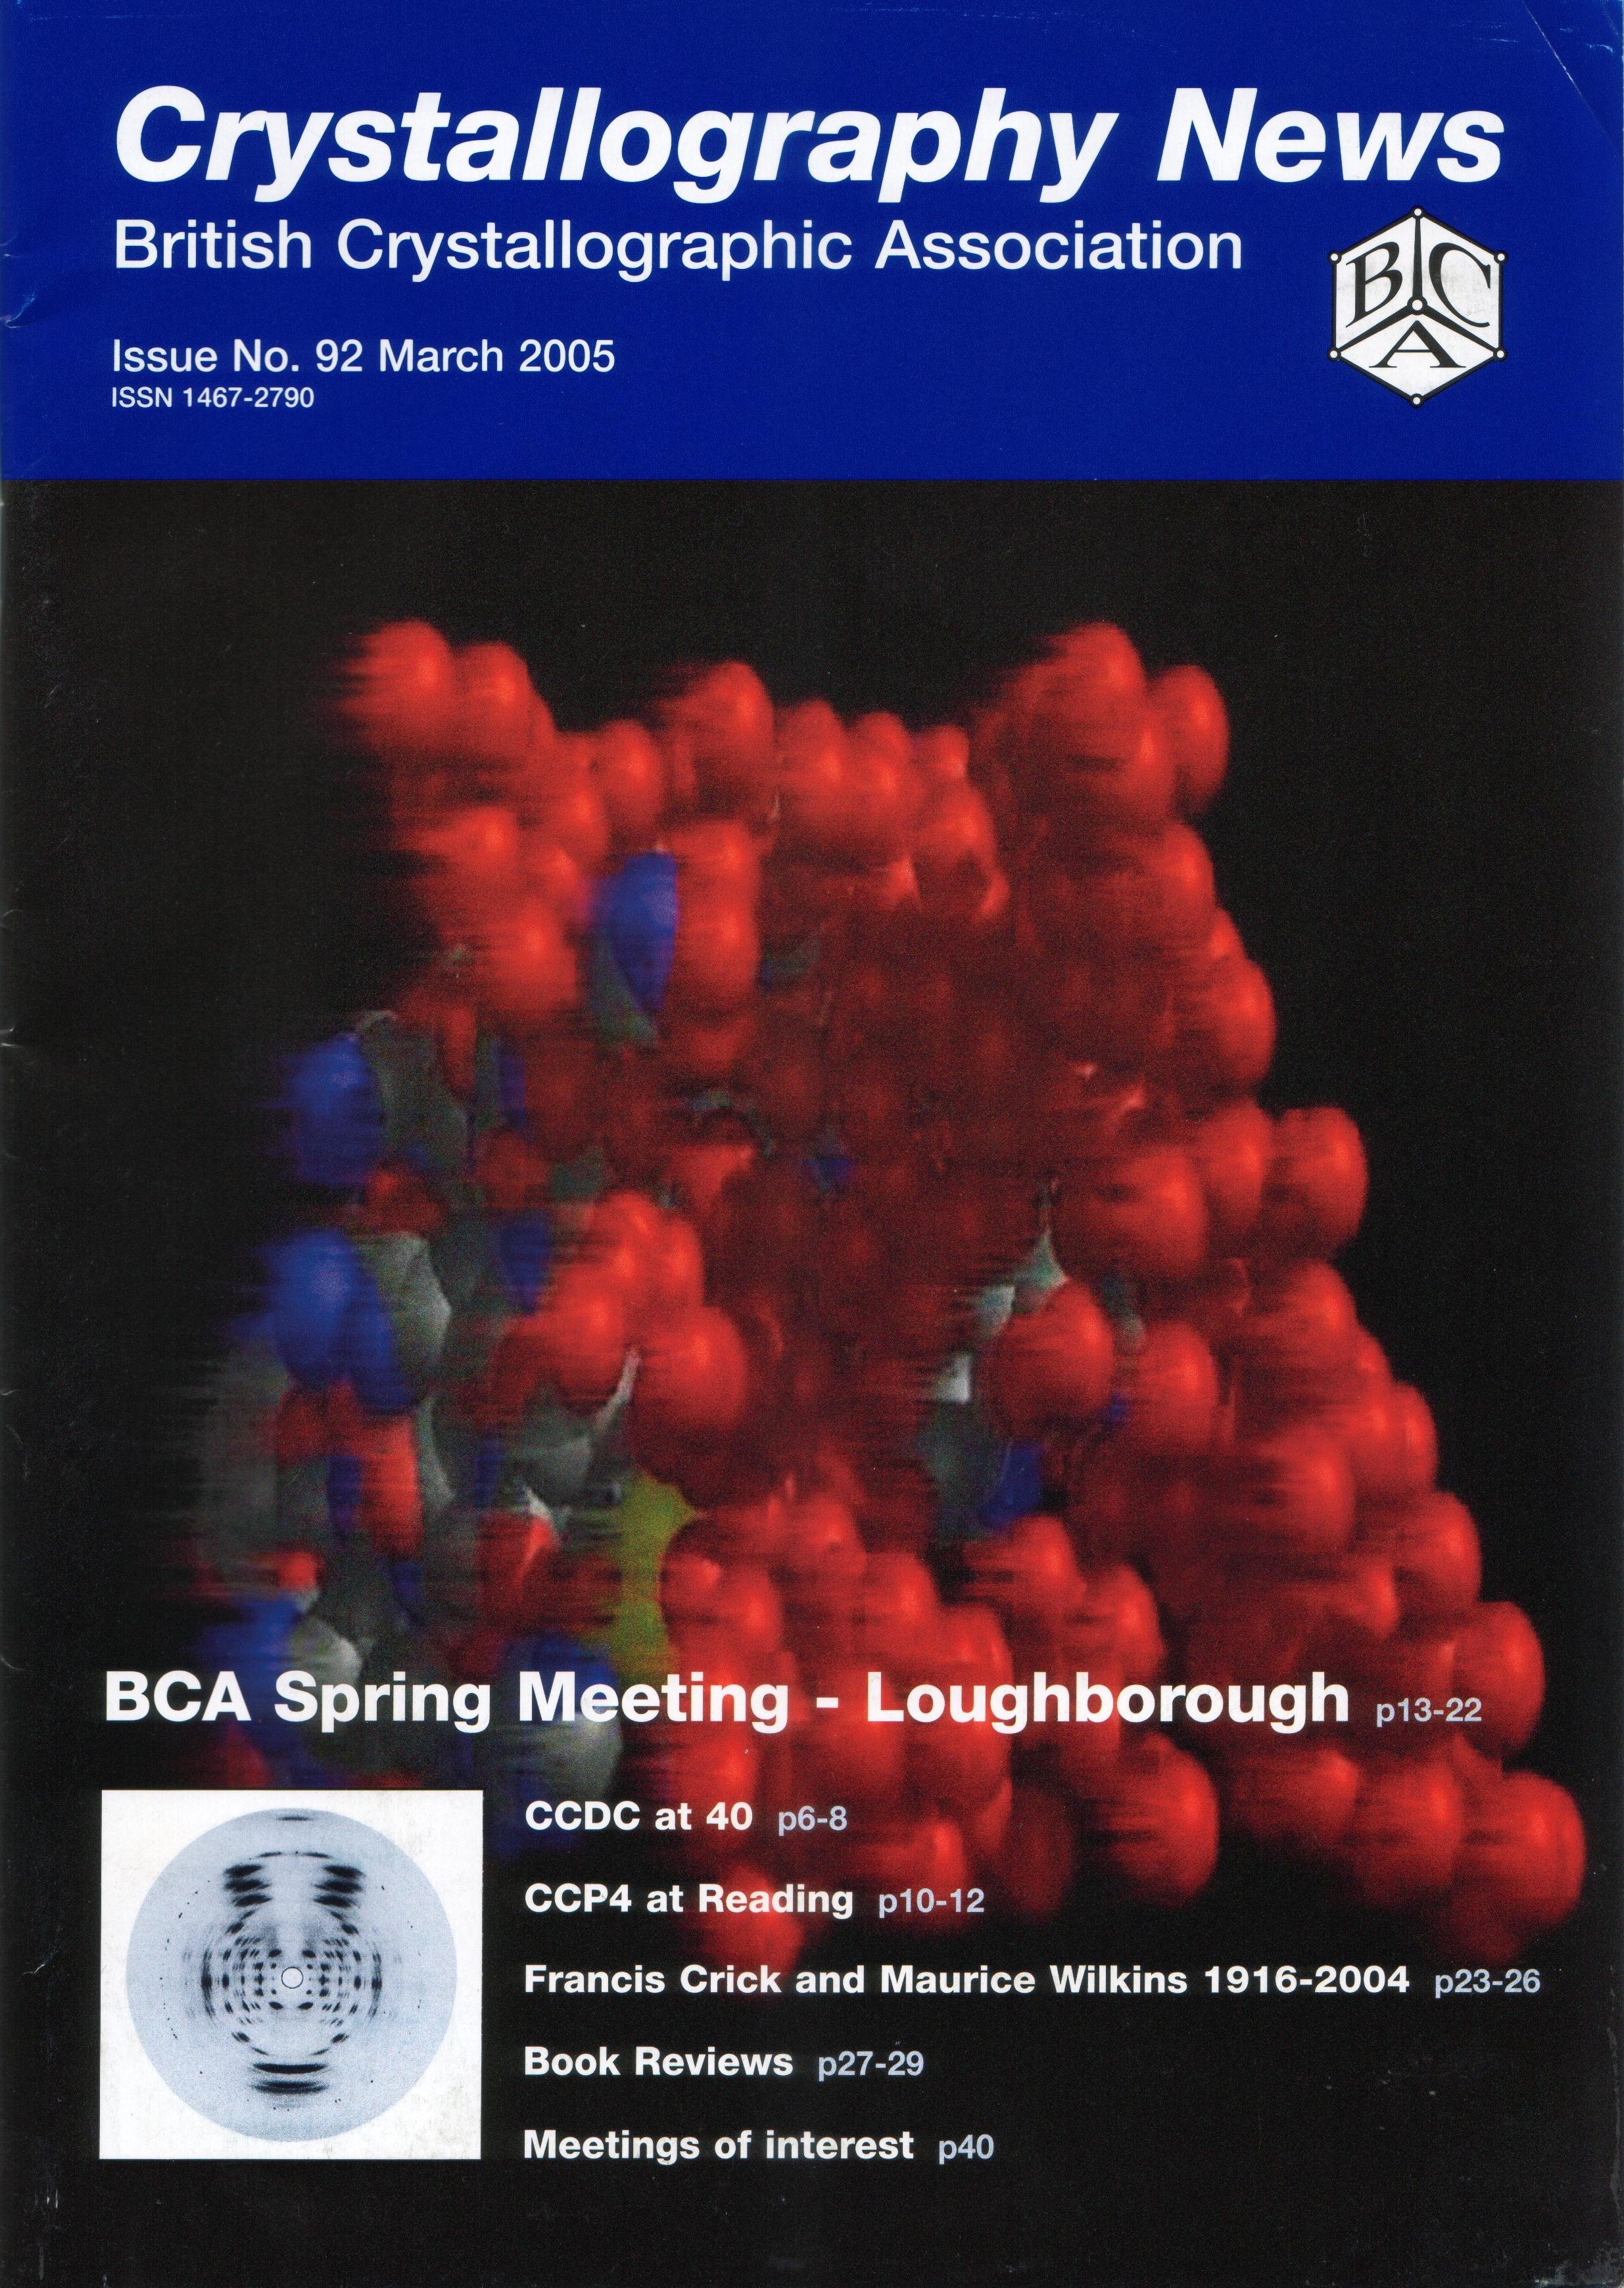 Crystallography News
British Crystallographic Association
Issue No. 92 March 2005
ISSN 1467-2790
B C
A
BCA Spring Meeting - Loughborough p13-22
CCDC at 40 p6-8
CCP4 at Reading p10-12
Francis Crick and Maurice Wilkins 1916-2004 p23-26
Book Reviews p27-29
Meetings of interest p40